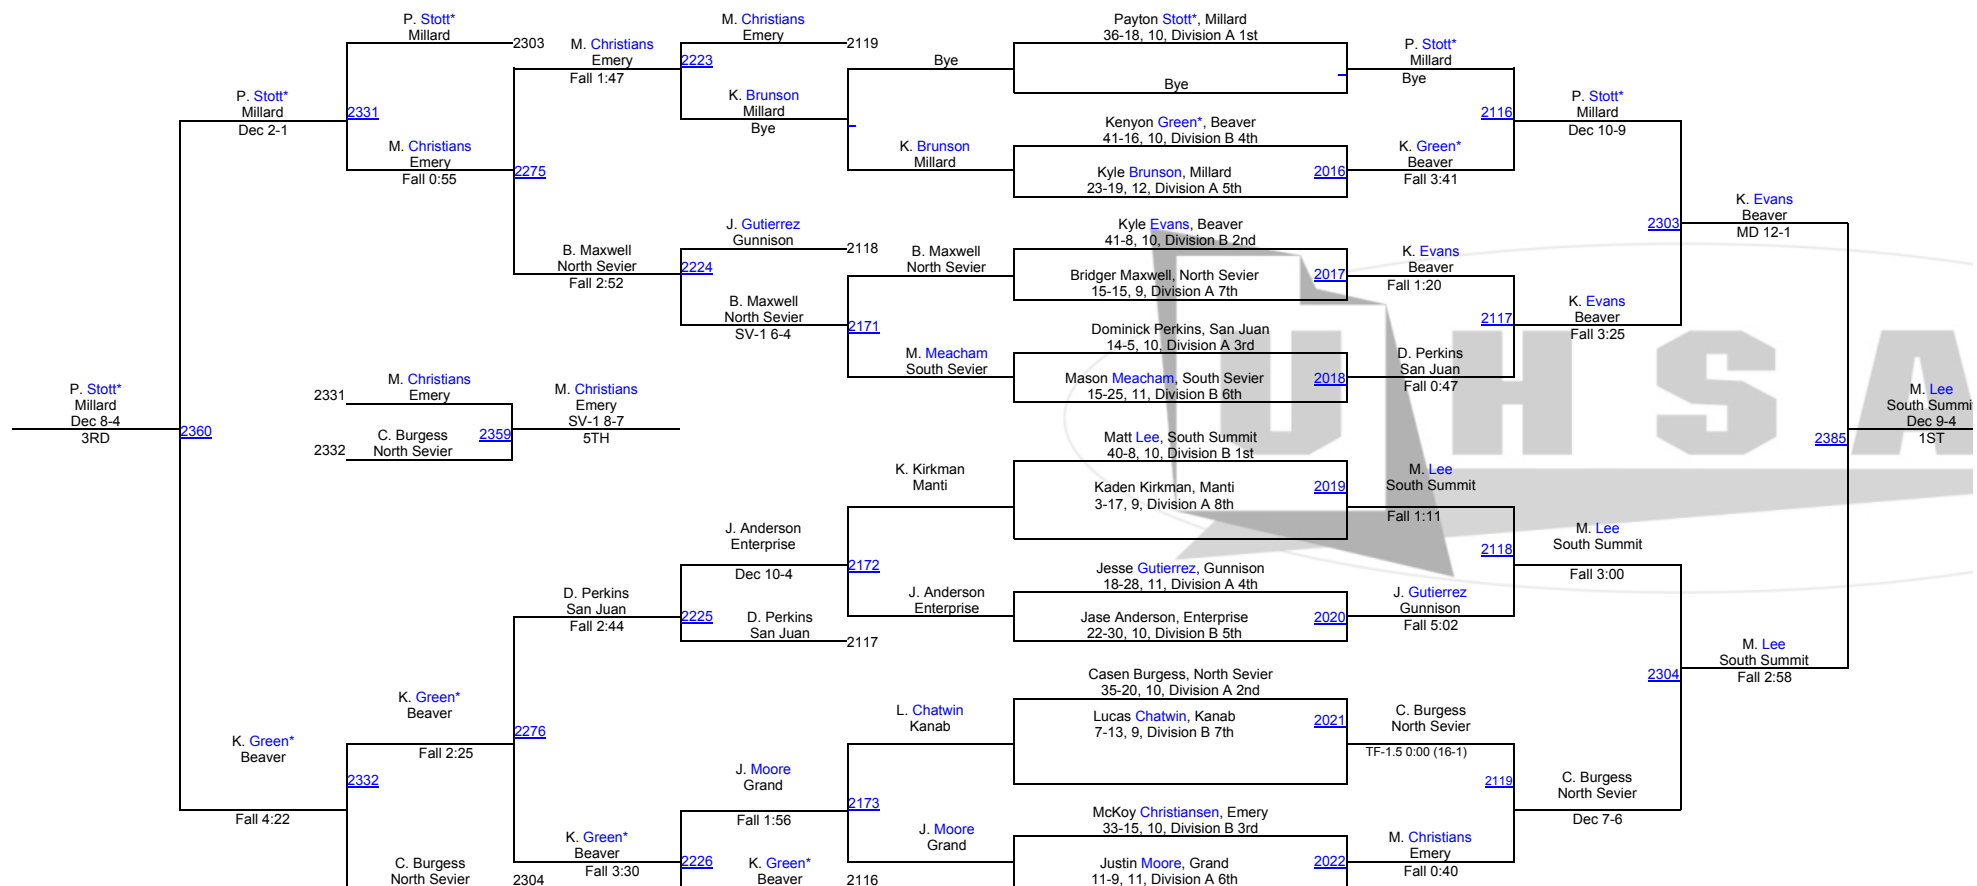 P. Stott*
Millard
2303
M. Christians
Emery
Fall 1:47
M. Christians
Emery
2119
2223
Bye
Payton Stott*, Millard
36-18, 10, Division A 1st
Bye
P. Stott*
Millard
Bye
P. Stott*
Millard
Dec 2-1
2331
K. Brunson
Millard
Bye
Kenyon Green*, Beaver
41-16, 10, Division B 4th
2116
P. Stott*
Millard
Dec 10-9
M. Christians
Emery
Fall 0:55
2275
K. Brunson
Millard
Kyle Brunson, Millard
23-19, 12, Division A 5th
2016
K. Green*
Beaver
Fall 3:41
K. Evans
Beaver
MD 12-1
2303
J. Gutierrez
Gunnison
2118
B. Maxwell
North Sevier
Fall 2:52
2224
B. Maxwell
North Sevier
Kyle Evans, Beaver
41-8, 10, Division B 2nd
Bridger Maxwell, North Sevier
15-15, 9, Division A 7th
2017
K. Evans
Beaver
Fall 1:20
B. Maxwell
North Sevier
SV-1 6-4
2171
Dominick Perkins, San Juan
14-5, 10, Division A 3rd
2117
K. Evans
Beaver
Fall 3:25
M. Meacham
South Sevier
Mason Meacham, South Sevier
15-25, 11, Division B 6th
2018
D. Perkins
San Juan
Fall 0:47
UHSA
P. Stott*
Millard
Dec 8-4
3RD
2360
2331
M. Christians
Emery
2332
C. Burgess
North Sevier
2359
M. Christians
Emery
SV-1 8-7
5TH
M. Lee
South Summit
Dec 9-4
1ST
2385
K. Kirkman
Manti
Matt Lee, South Summit
40-8, 10, Division B 1st
Kaden Kirkman, Manti
3-17, 9, Division A 8th
2019
M. Lee
South Summit
Fall 1:11
J. Anderson
Enterprise
Dec 10-4
2172
2118
M. Lee
South Summit
Fall 3:00
D. Perkins
San Juan
Fall 2:44
2225
D. Perkins
San Juan
2117
J. Anderson
Enterprise
Jesse Gutierrez, Gunnison
18-28, 11, Division A 4th
Jase Anderson, Enterprise
22-30, 10, Division B 5th
2020
J. Gutierrez
Gunnison
Fall 5:02
M. Lee
South Summit
Fall 2:58
2304
K. Green*
Beaver
Fall 2:25
2276
L. Chatwin
Kanab
Casen Burgess, North Sevier
35-20, 10, Division A 2nd
Lucas Chatwin, Kanab
7-13, 9, Division B 7th
2021
C. Burgess
North Sevier
TF-1.5 0:00 (16-1)
K. Green*
Beaver
Fall 4:22
2332
J. Moore
Grand
Fall 1:56
2173
2119
C. Burgess
North Sevier
Dec 7-6
C. Burgess
North Sevier
2304
K. Green*
Beaver
Fall 3:30
2226
K. Green*
Beaver
2116
J. Moore
Grand
McKoy Christiansen, Emery
33-15, 10, Division B 3rd
Justin Moore, Grand
11-9, 11, Division A 6th
2022
M. Christians
Emery
Fall 0:40